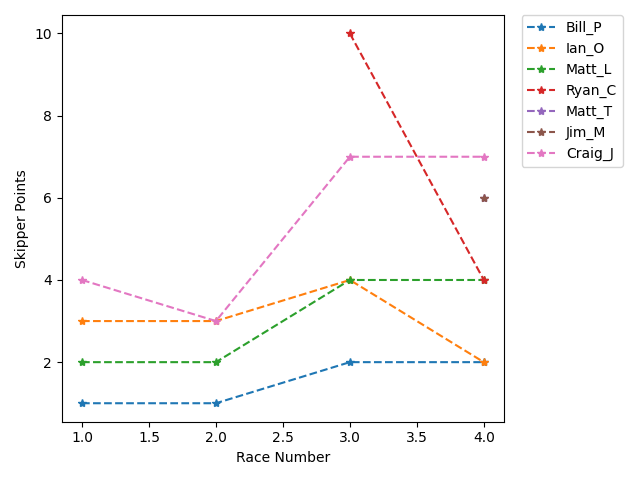 10
8
6
4
2
Skipper Points
1.0 1.5 2.0 2.5 3.0 3.5 4.0
Race Number
Bill_P
Ian_O
Matt_L
Ryan_C
Matt_T
Jim_M
Craig_J